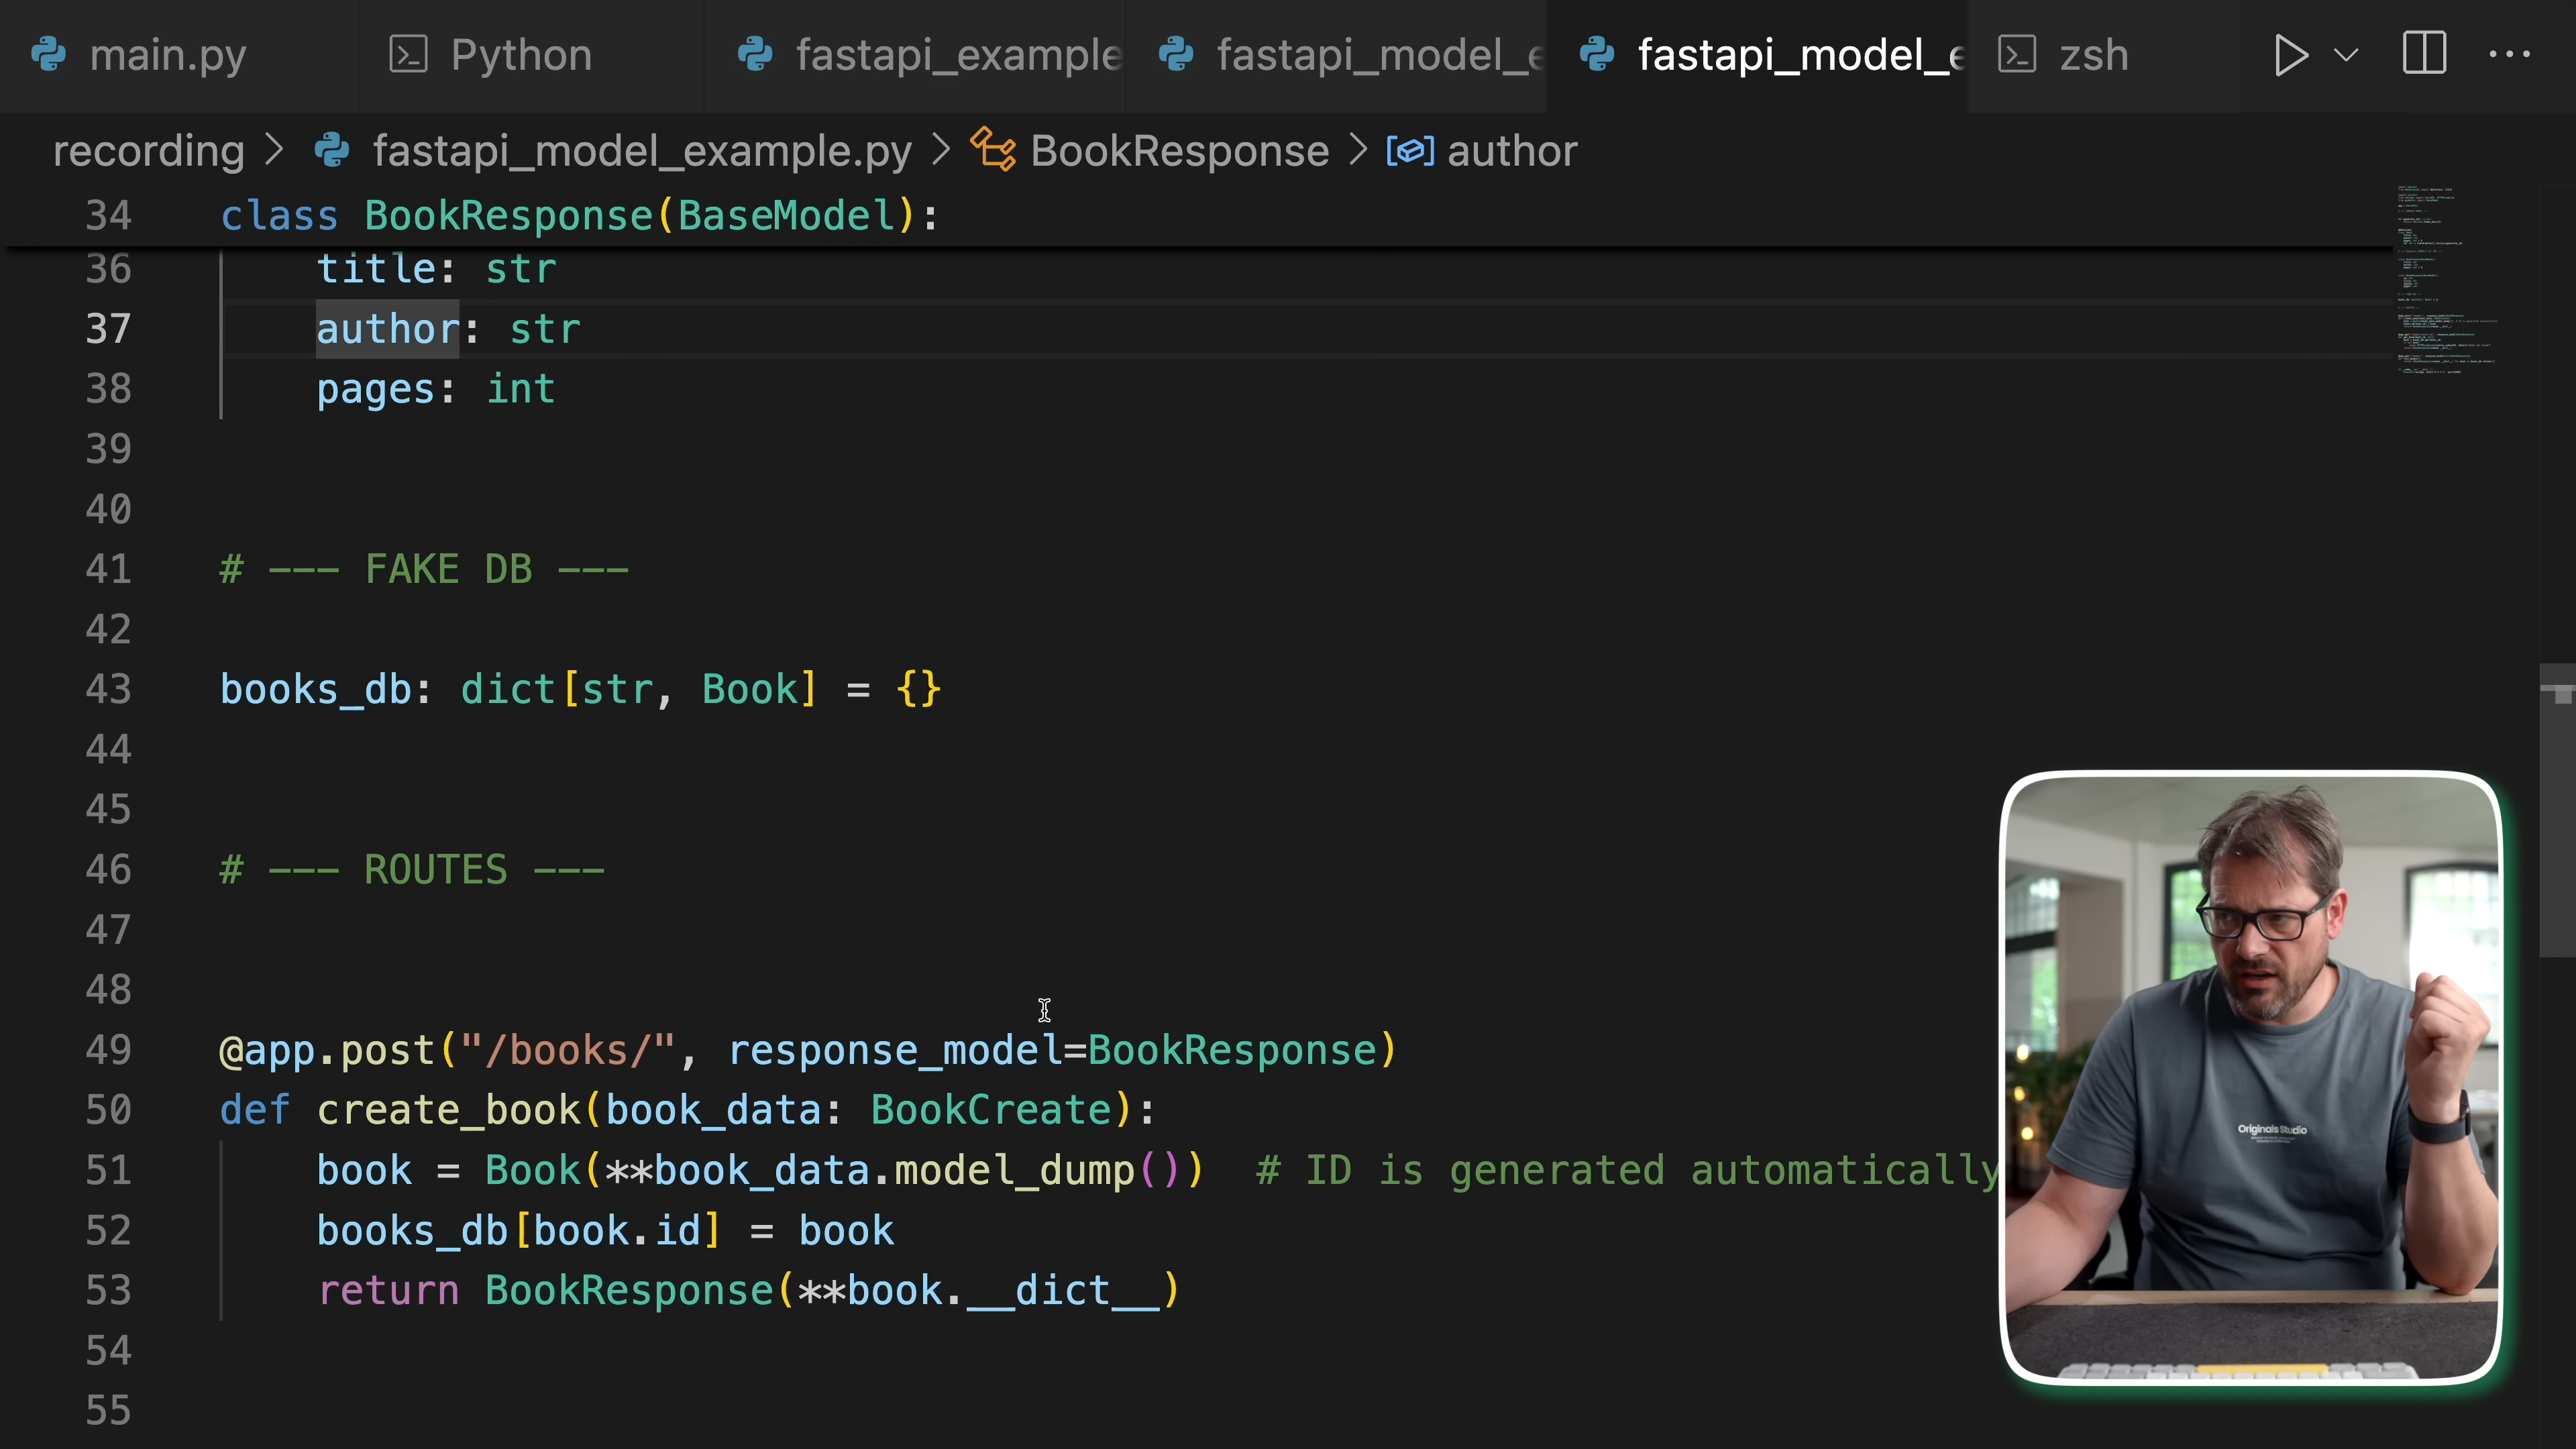 main.py
Python
fastapi_example
fastapi_model_e
fastapi_model_e
zsh
recording > fastapi_model_example.py > BookResponse > author
34 class BookResponse(BaseModel):
36 title: str
37 author: str
38 pages: int
39
40
41 # --- FAKE DB ---
42
43 books_db: dict[str, Book] = {}
44
45
46 # --- ROUTES ---
47
48
49 @app.post("/books/", response_model=BookResponse)
50 def create_book(book_data: BookCreate):
51 book = Book(**book_data.model_dump()) # ID is generated automatically
52 books_db[book.id] = book
53 return BookResponse(**book.__dict__)
54
55
Originals Studio